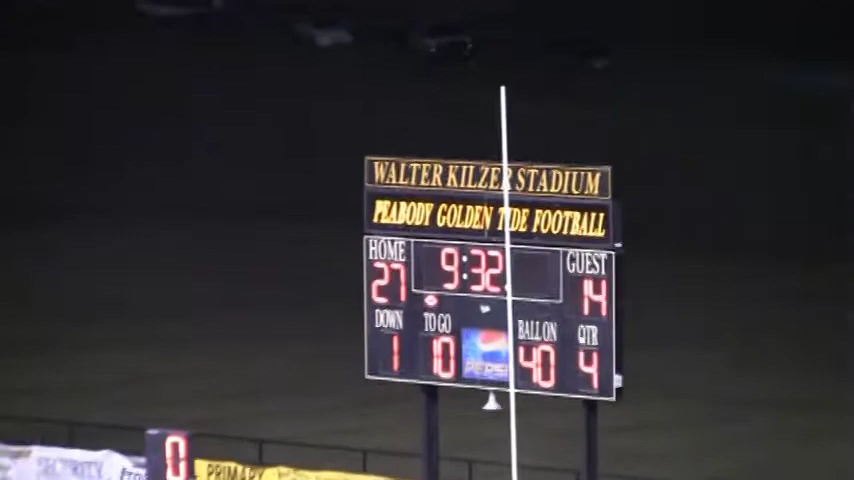 WALTER KILZER STADIUM
PEABODY GOLDEN TIDE FOOTBALL
HOME 9:32 GUEST
27 14
DOWN TO GO BALL ON QTR
1 10 PEPSI 40 4
0
SECURITY PRIMARY